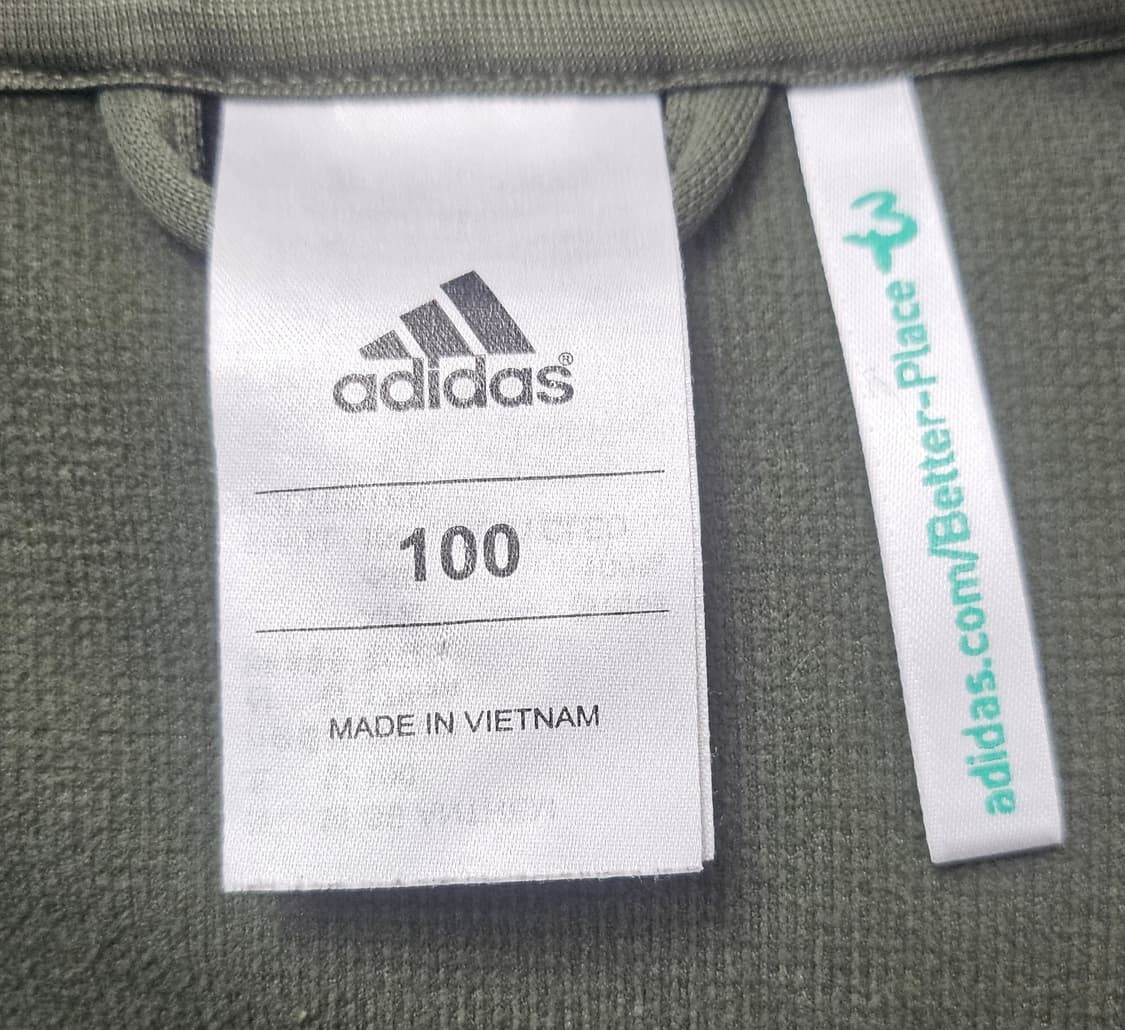 adidas®
100
MADE IN VIETNAM
adidas.com/Better-Place